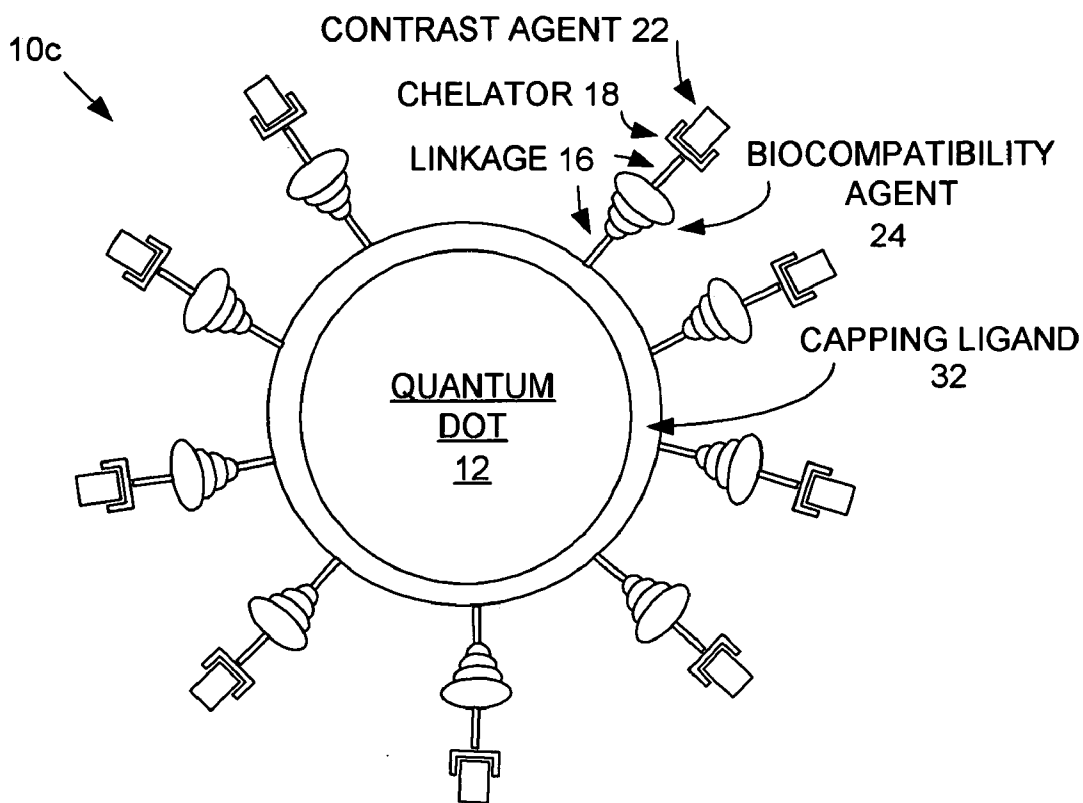 CONTRAST AGENT 22
10c
CHELATOR 18
LINKAGE 16
BIOCOMPATIBILITY
AGENT
24
CAPPING LIGAND
32
QUANTUM
DOT
12